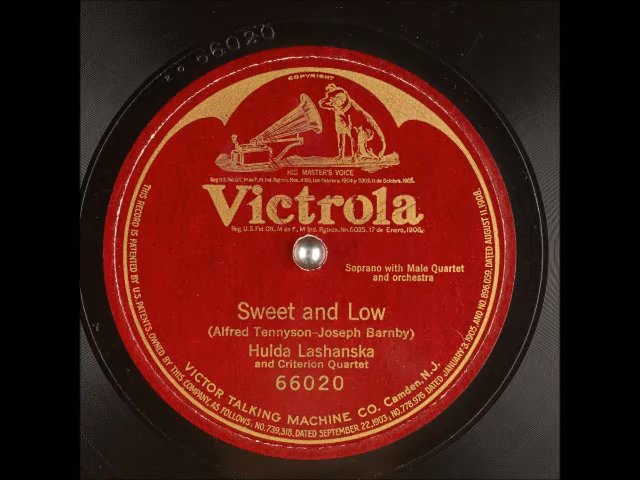 56020
COPYRIGHT
HIS MASTER'S VOICE
Victrola
Soprano with Male Quartet
and orchestra
Sweet and Low
(Alfred Tennyson–Joseph Barnby)
Hulda Lashanska
and Criterion Quartet
66020
THIS RECORD IS PATENTED BY U.S. PATENTS, OWNED BY THIS COMPANY, AS FOLLOWS; No. 739,318, DATED SEPTEMBER 22, 1903; No. 778,976 DATED JANUARY 3, 1905 AND No. 896,059, DATED AUGUST 11, 1908.
VICTOR TALKING MACHINE CO. Camden, N.J.